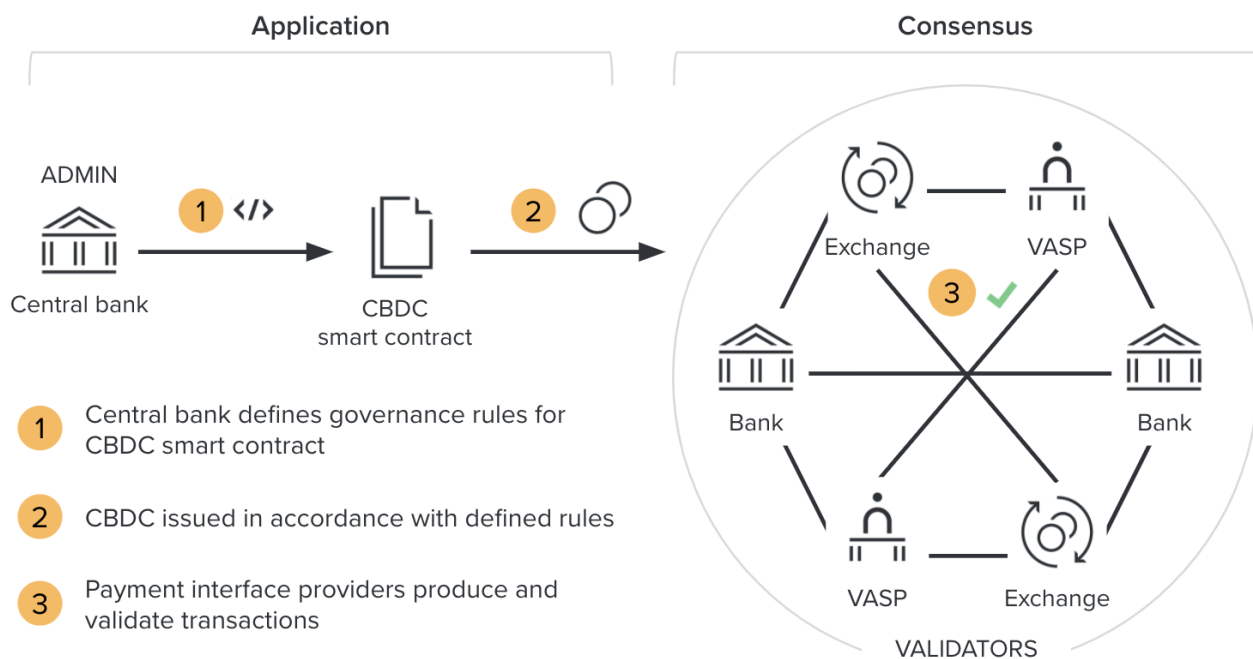 Application
Consensus
ADMIN
1 </>
2
Central bank
CBDC
smart contract
Exchange
VASP
3
Bank
Bank
VASP
Exchange
VALIDATORS
1 Central bank defines governance rules for
CBDC smart contract
2 CBDC issued in accordance with defined rules
3 Payment interface providers produce and
validate transactions